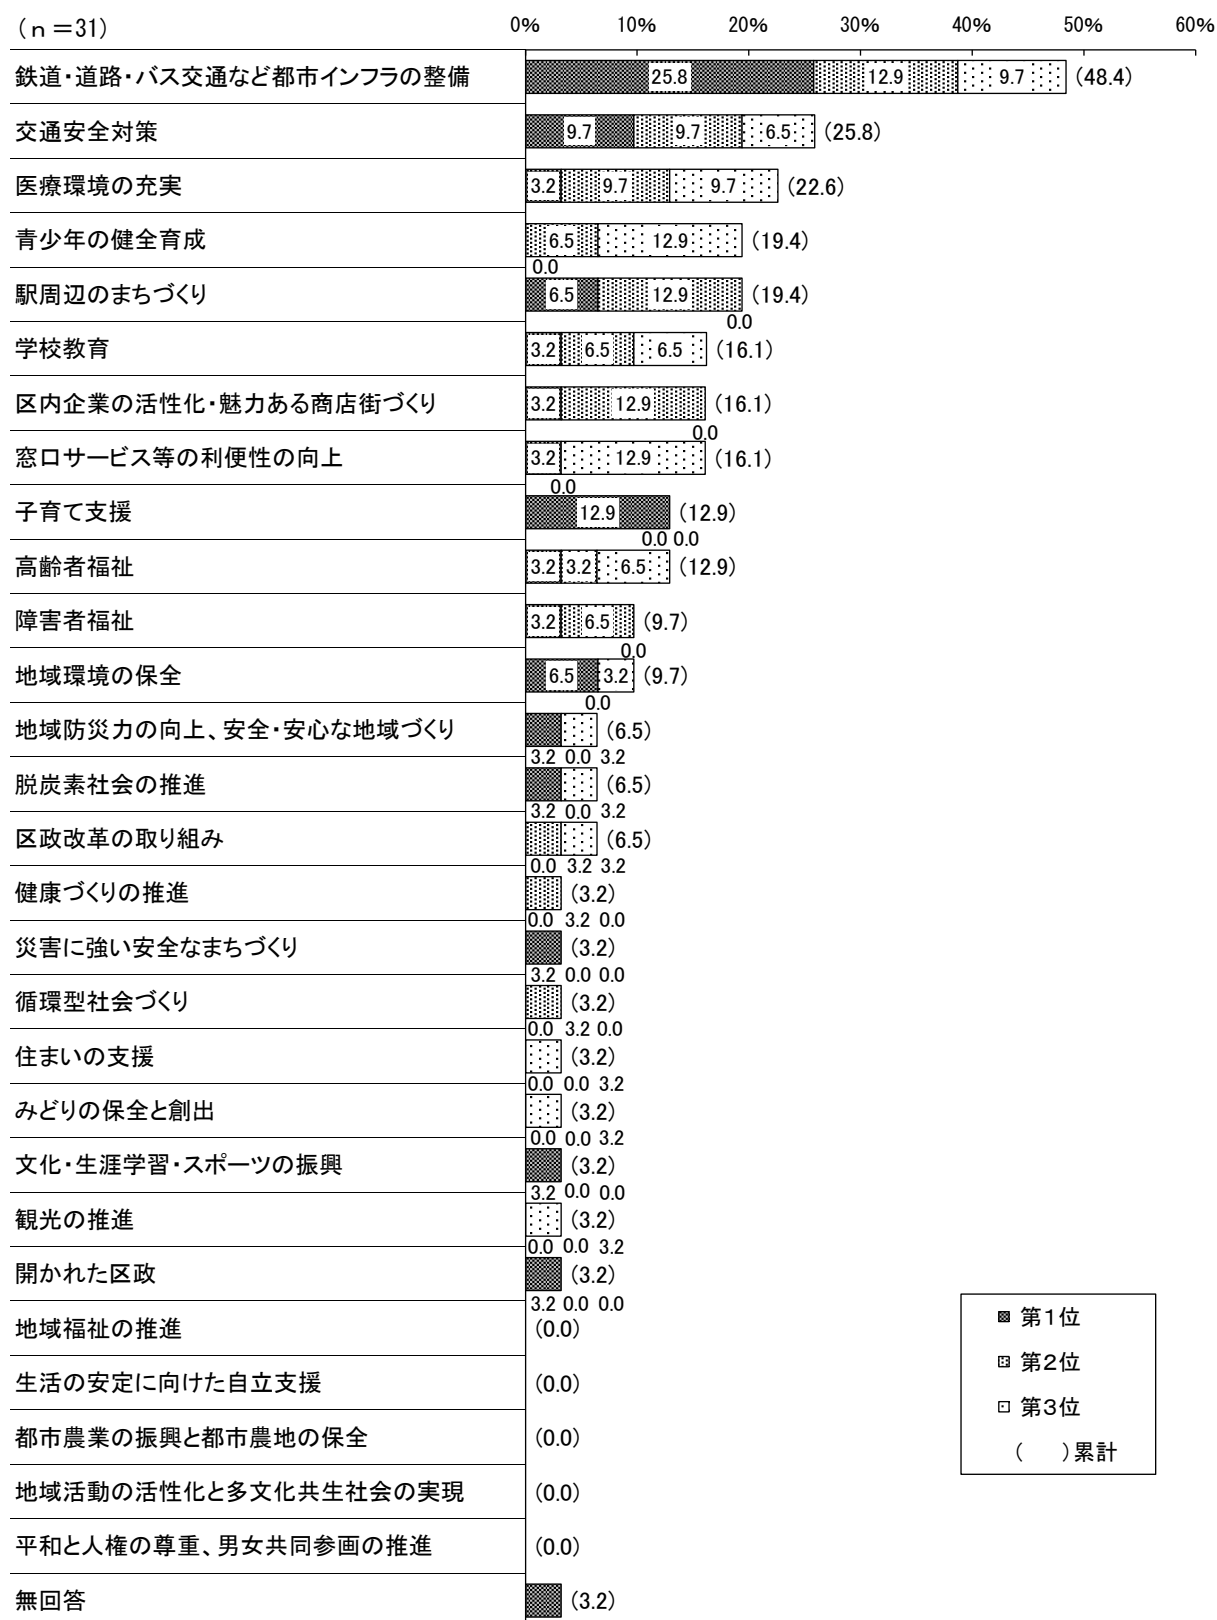 （ｎ＝31）
0% 10% 20% 30% 40% 50% 60%
鉄道・道路・バス交通など都市インフラの整備 25.8 12.9 9.7 （48.4）
交通安全対策 9.7 9.7 6.5 （25.8）
医療環境の充実 3.2 9.7 9.7 （22.6）
青少年の健全育成 6.5 12.9 （19.4）
0.0
駅周辺のまちづくり 6.5 12.9 （19.4）
0.0
学校教育 3.2 6.5 6.5 （16.1）
区内企業の活性化・魅力ある商店街づくり 3.2 12.9 （16.1）
0.0
窓口サービス等の利便性の向上 3.2 12.9 （16.1）
0.0
子育て支援 12.9 （12.9）
0.0 0.0
高齢者福祉 3.2 3.2 6.5 （12.9）
障害者福祉 3.2 6.5 （9.7）
0.0
地域環境の保全 6.5 3.2 （9.7）
0.0
地域防災力の向上、安全・安心な地域づくり （6.5）
3.2 0.0 3.2
脱炭素社会の推進 （6.5）
3.2 0.0 3.2
区政改革の取り組み （6.5）
0.0 3.2 3.2
健康づくりの推進 （3.2）
0.0 3.2 0.0
災害に強い安全なまちづくり （3.2）
3.2 0.0 0.0
循環型社会づくり （3.2）
0.0 3.2 0.0
住まいの支援 （3.2）
0.0 0.0 3.2
みどりの保全と創出 （3.2）
0.0 0.0 3.2
文化・生涯学習・スポーツの振興 （3.2）
3.2 0.0 0.0
観光の推進 （3.2）
0.0 0.0 3.2
開かれた区政 （3.2）
3.2 0.0 0.0
地域福祉の推進 （0.0）
生活の安定に向けた自立支援 （0.0）
都市農業の振興と都市農地の保全 （0.0）
地域活動の活性化と多文化共生社会の実現 （0.0）
平和と人権の尊重、男女共同参画の推進 （0.0）
無回答 （3.2）
第１位
第２位
第３位
（　　）累計